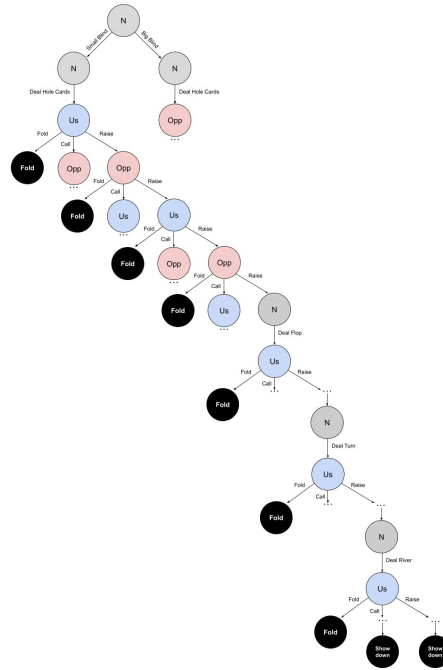 N
Small Blind
Big Blind
N
N
Deal Hole Cards
Deal Hole Cards
Us
Opp
...
Fold
Call
Raise
Fold
Opp
...
Opp
Fold
Call
Raise
Fold
Us
...
Us
Fold
Call
Raise
Fold
Opp
...
Opp
Fold
Call
Raise
Fold
Us
...
N
Deal Flop
Us
Fold
Call
Raise
Fold
...
...
N
Deal Turn
Us
Fold
Call
Raise
Fold
...
...
N
Deal River
Us
Fold
Call
Raise
Fold
...
...
Show
down
Show
down